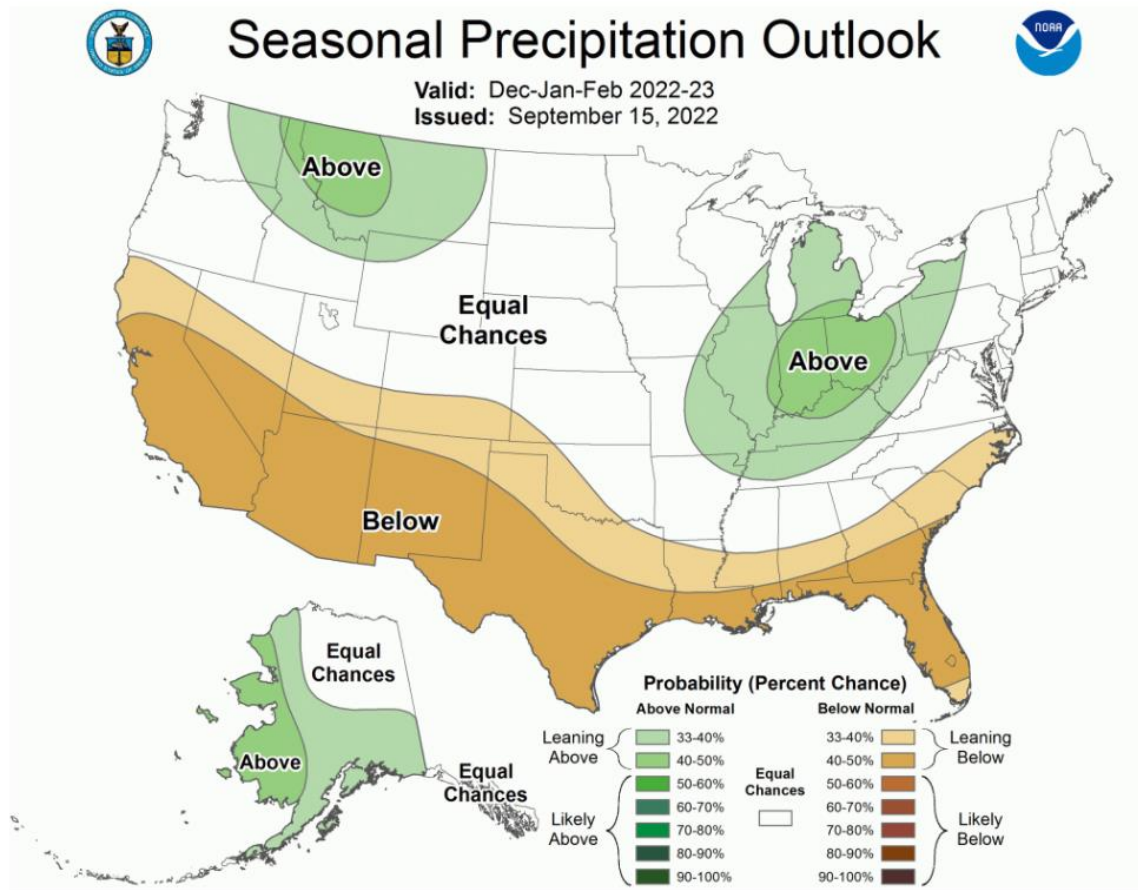 Seasonal Precipitation Outlook
NOAA
Valid: Dec-Jan-Feb 2022-23
Issued: September 15, 2022
Above
Equal
Chances
Above
Below
Equal
Chances
Above
Equal
Chances
Probability (Percent Chance)
Above Normal
Below Normal
Leaning
Above
33-40%
40-50%
Likely
Above
50-60%
60-70%
70-80%
80-90%
90-100%
Equal
Chances
33-40%
40-50%
Leaning
Below
50-60%
60-70%
70-80%
80-90%
90-100%
Likely
Below